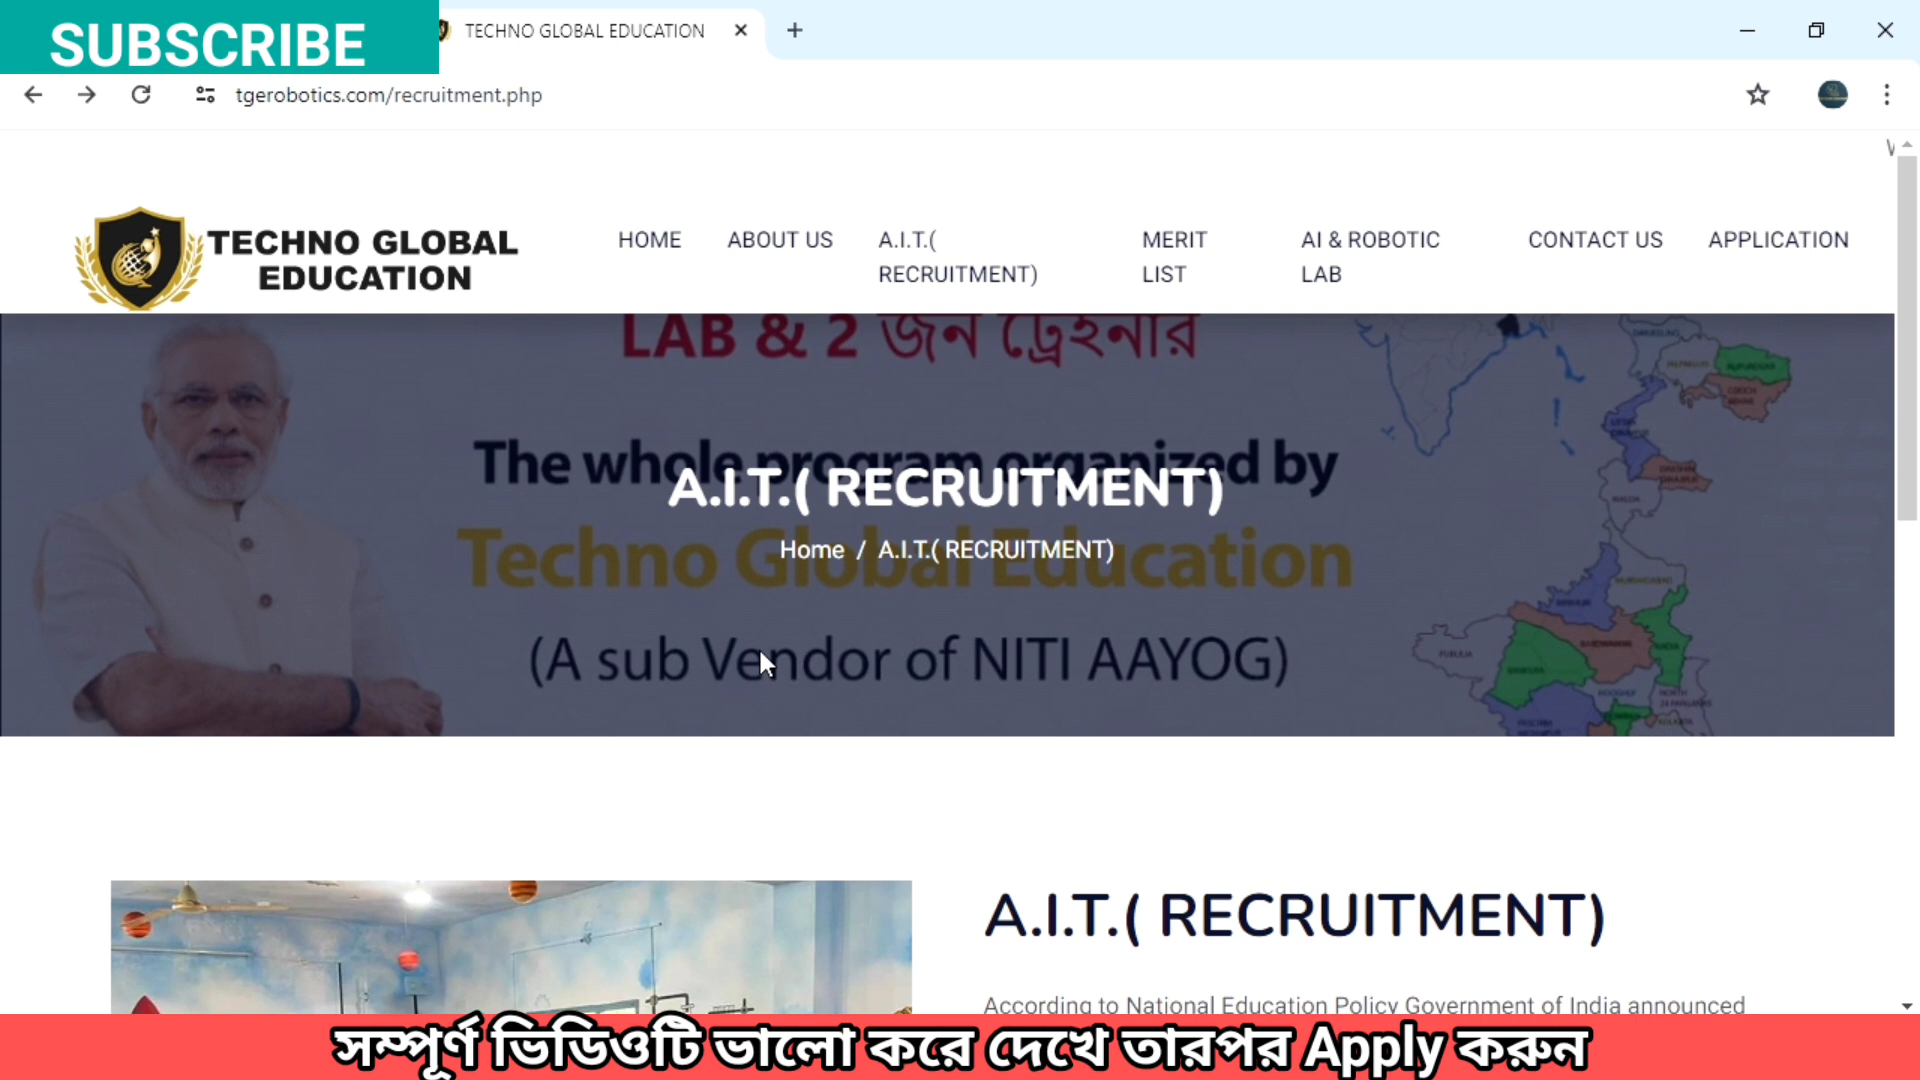 SUBSCRIBE
TECHNO GLOBAL EDUCATION
tgerobotics.com/recruitment.php
TECHNO GLOBAL
EDUCATION
HOME
ABOUT US
A.I.T.(
RECRUITMENT)
MERIT
LIST
AI & ROBOTIC
LAB
CONTACT US
APPLICATION
LAB & 2 জন ট্রেইনার
The whole program organized by
A.I.T.( RECRUITMENT)
Techno Global Education
Home / A.I.T.( RECRUITMENT)
(A sub Vendor of NITI AAYOG)
A.I.T.( RECRUITMENT)
According to National Education Policy Government of India announced
সম্পূর্ণ ভিডিওটি ভালো করে দেখে তারপর Apply করুন